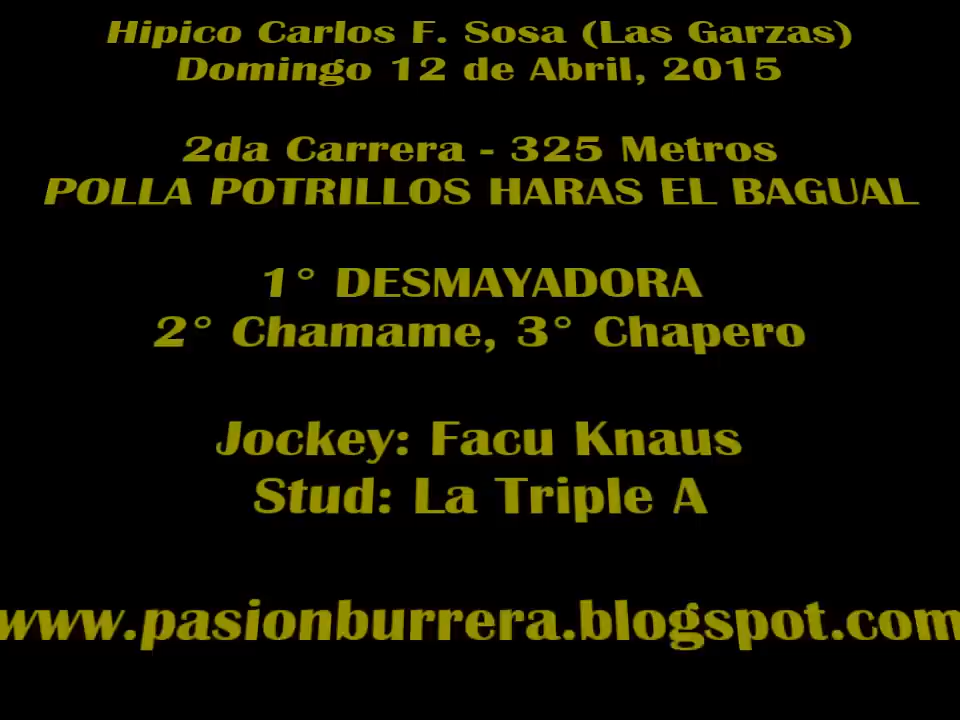 Hipico Carlos F. Sosa (Las Garzas)
Domingo 12 de Abril, 2015
2da Carrera - 325 Metros
POLLA POTRILLOS HARAS EL BAGUAL
1° DESMAYADORA
2° Chamame, 3° Chapero
Jockey: Facu Knaus
Stud: La Triple A
www.pasionburrera.blogspot.com